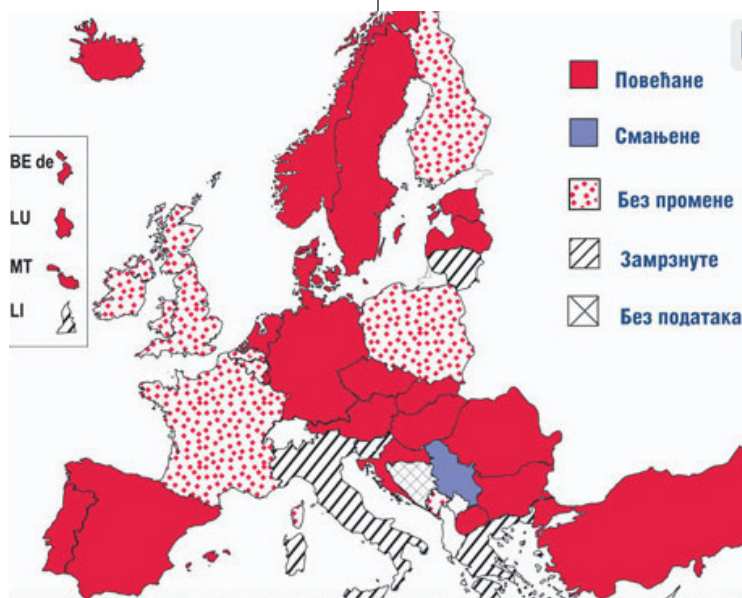 BE de
LU
MT
LI
Повећане
Смањене
Без промене
Замрзнуте
Без података